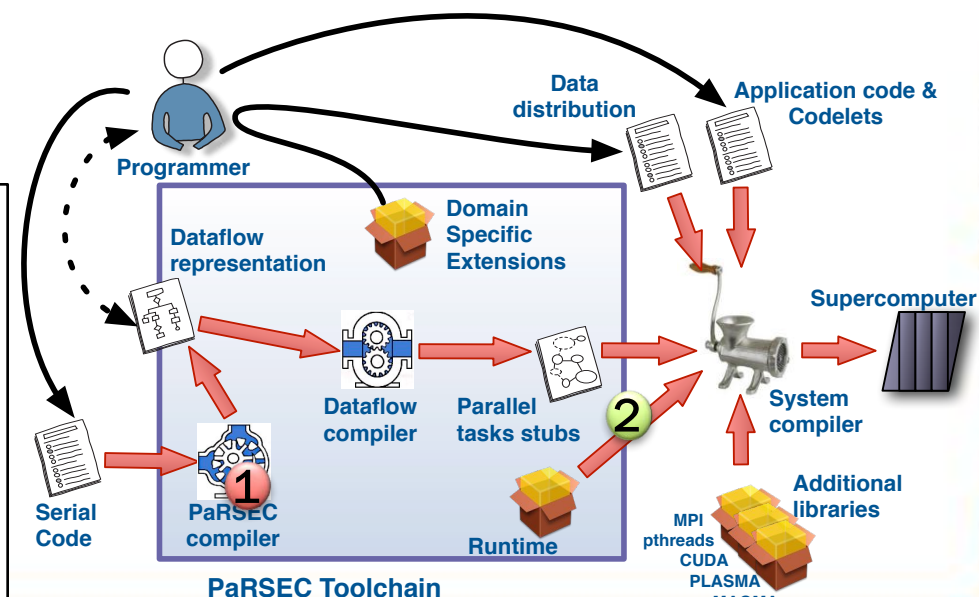 Data
distribution
Application code &
Codelets
Programmer
Domain
Specific
Extensions
Dataflow
representation
Supercomputer
Dataflow
compiler
Parallel
tasks stubs
2
System
compiler
1
Serial
Code
PaRSEC
compiler
Runtime
Additional
libraries
MPI
pthreads
CUDA
PLASMA
PaRSEC Toolchain